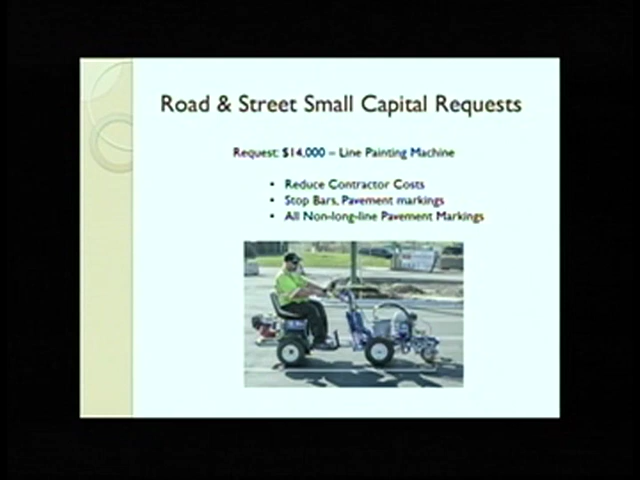 Road & Street Small Capital Requests
Request: $14,000 – Line Painting Machine
• Reduce Contractor Costs
• Stop Bars, Pavement markings
• All Non-long-line Pavement Markings